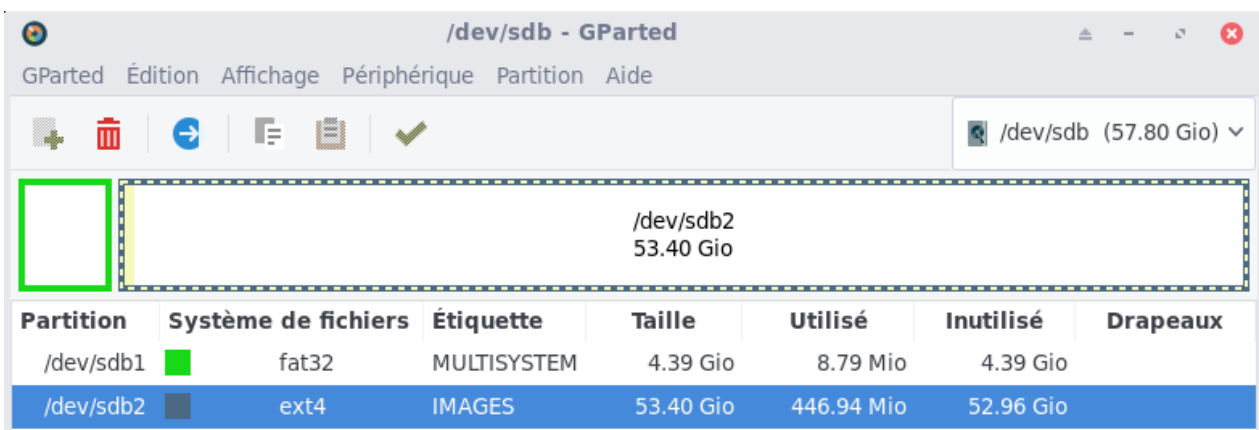 /dev/sdb - GParted
GParted Édition Affichage Périphérique Partition Aide
/dev/sdb (57.80 Gio)
/dev/sdb2
53.40 Gio
Partition Système de fichiers Étiquette Taille Utilisé Inutilisé Drapeaux
/dev/sdb1 fat32 MULTISYSTEM 4.39 Gio 8.79 Mio 4.39 Gio
/dev/sdb2 ext4 IMAGES 53.40 Gio 446.94 Mio 52.96 Gio